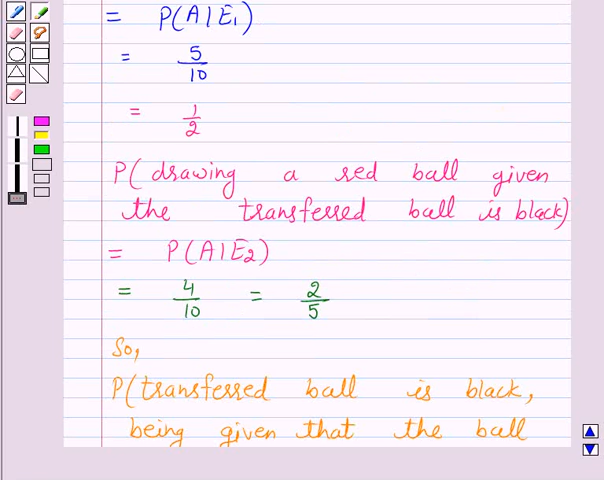 = P(A|E₁)
= 5/10
= 1/2
P(drawing a red ball given
the transferred ball is black)
= P(A|E₂)
= 4/10 = 2/5
So,
P(transferred ball is black,
being given that the ball